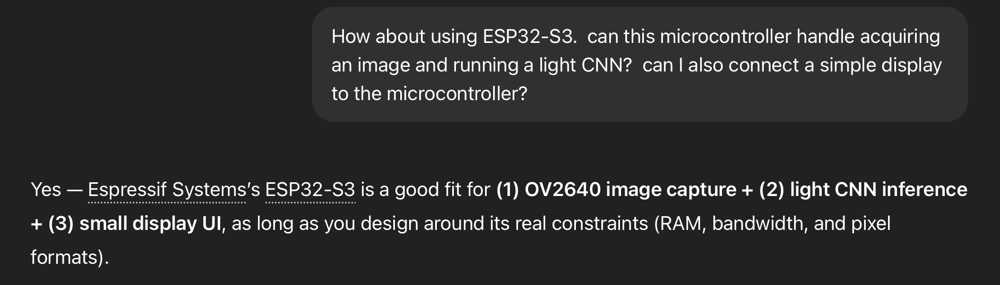 How about using ESP32-S3.  can this microcontroller handle acquiring
an image and running a light CNN?  can I also connect a simple display
to the microcontroller?
Yes — Espressif Systems’s ESP32-S3 is a good fit for (1) OV2640 image capture + (2) light CNN inference
+ (3) small display UI, as long as you design around its real constraints (RAM, bandwidth, and pixel
formats).